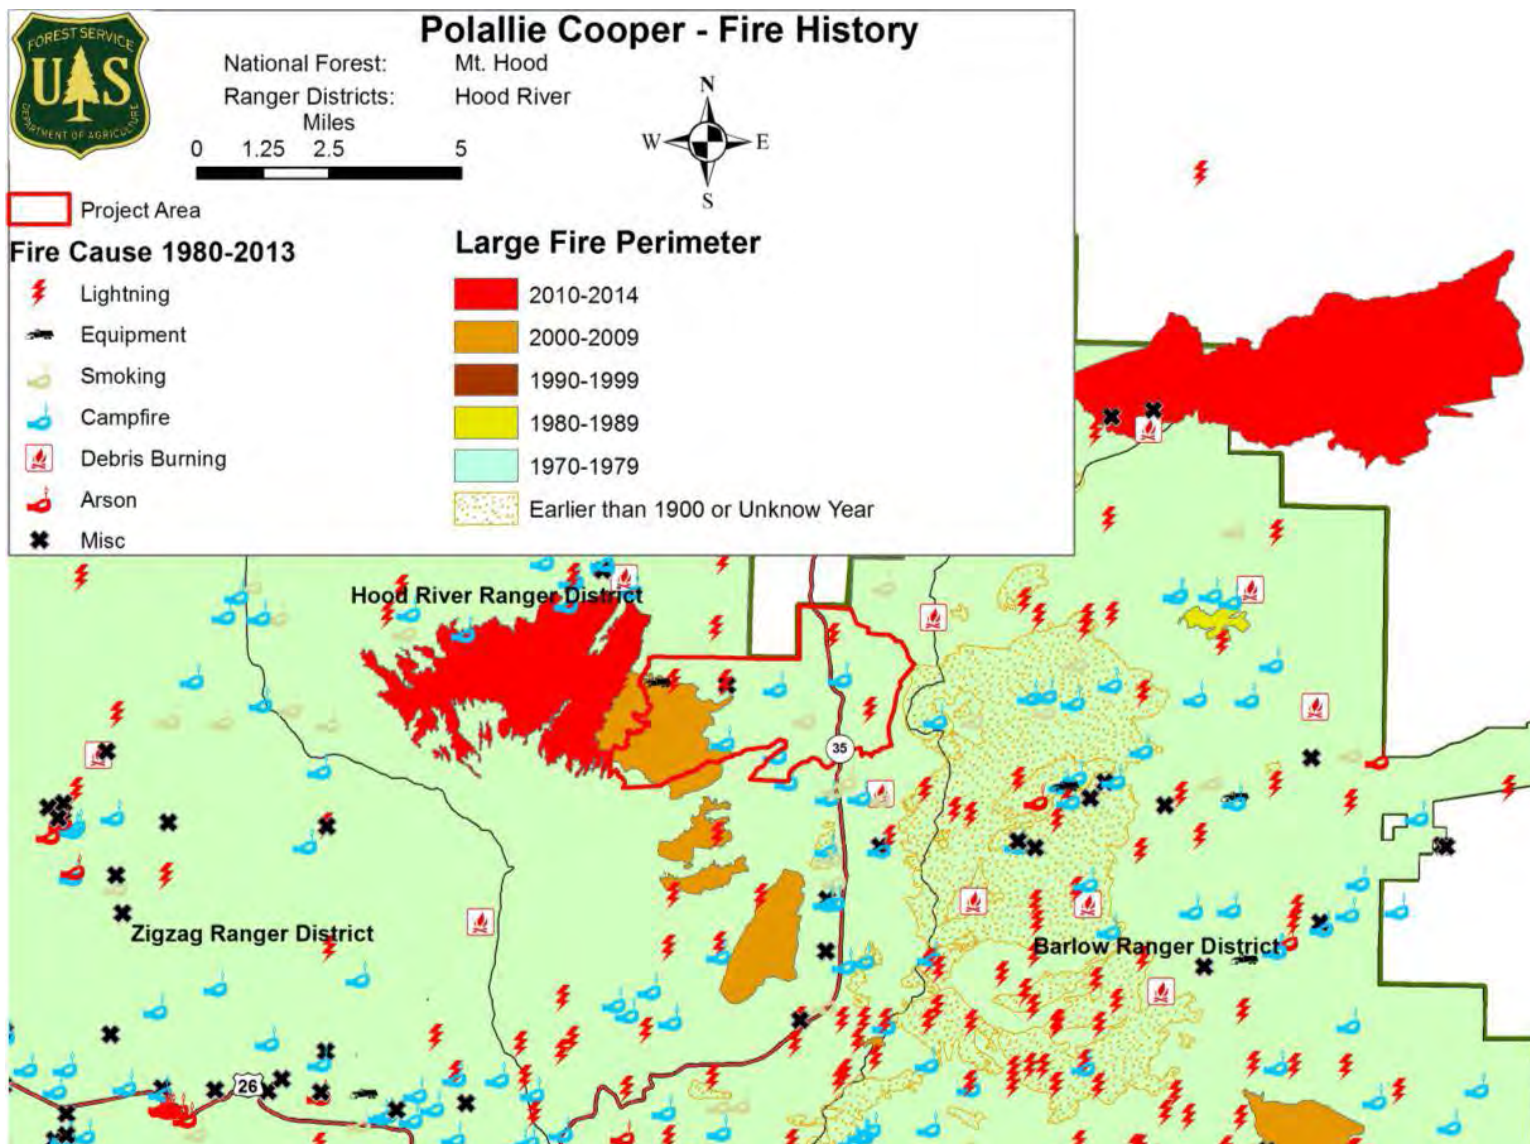 Polallie Cooper - Fire History
FOREST SERVICE
U S
DEPARTMENT OF AGRICULTURE
National Forest: Mt. Hood
Ranger Districts: Hood River
Miles
0 1.25 2.5 5
N
W E
S
Project Area
Fire Cause 1980-2013
Lightning
Equipment
Smoking
Campfire
Debris Burning
Arson
Misc
Large Fire Perimeter
2010-2014
2000-2009
1990-1999
1980-1989
1970-1979
Earlier than 1900 or Unknow Year
Hood River Ranger District
35
Zigzag Ranger District
Barlow Ranger District
26